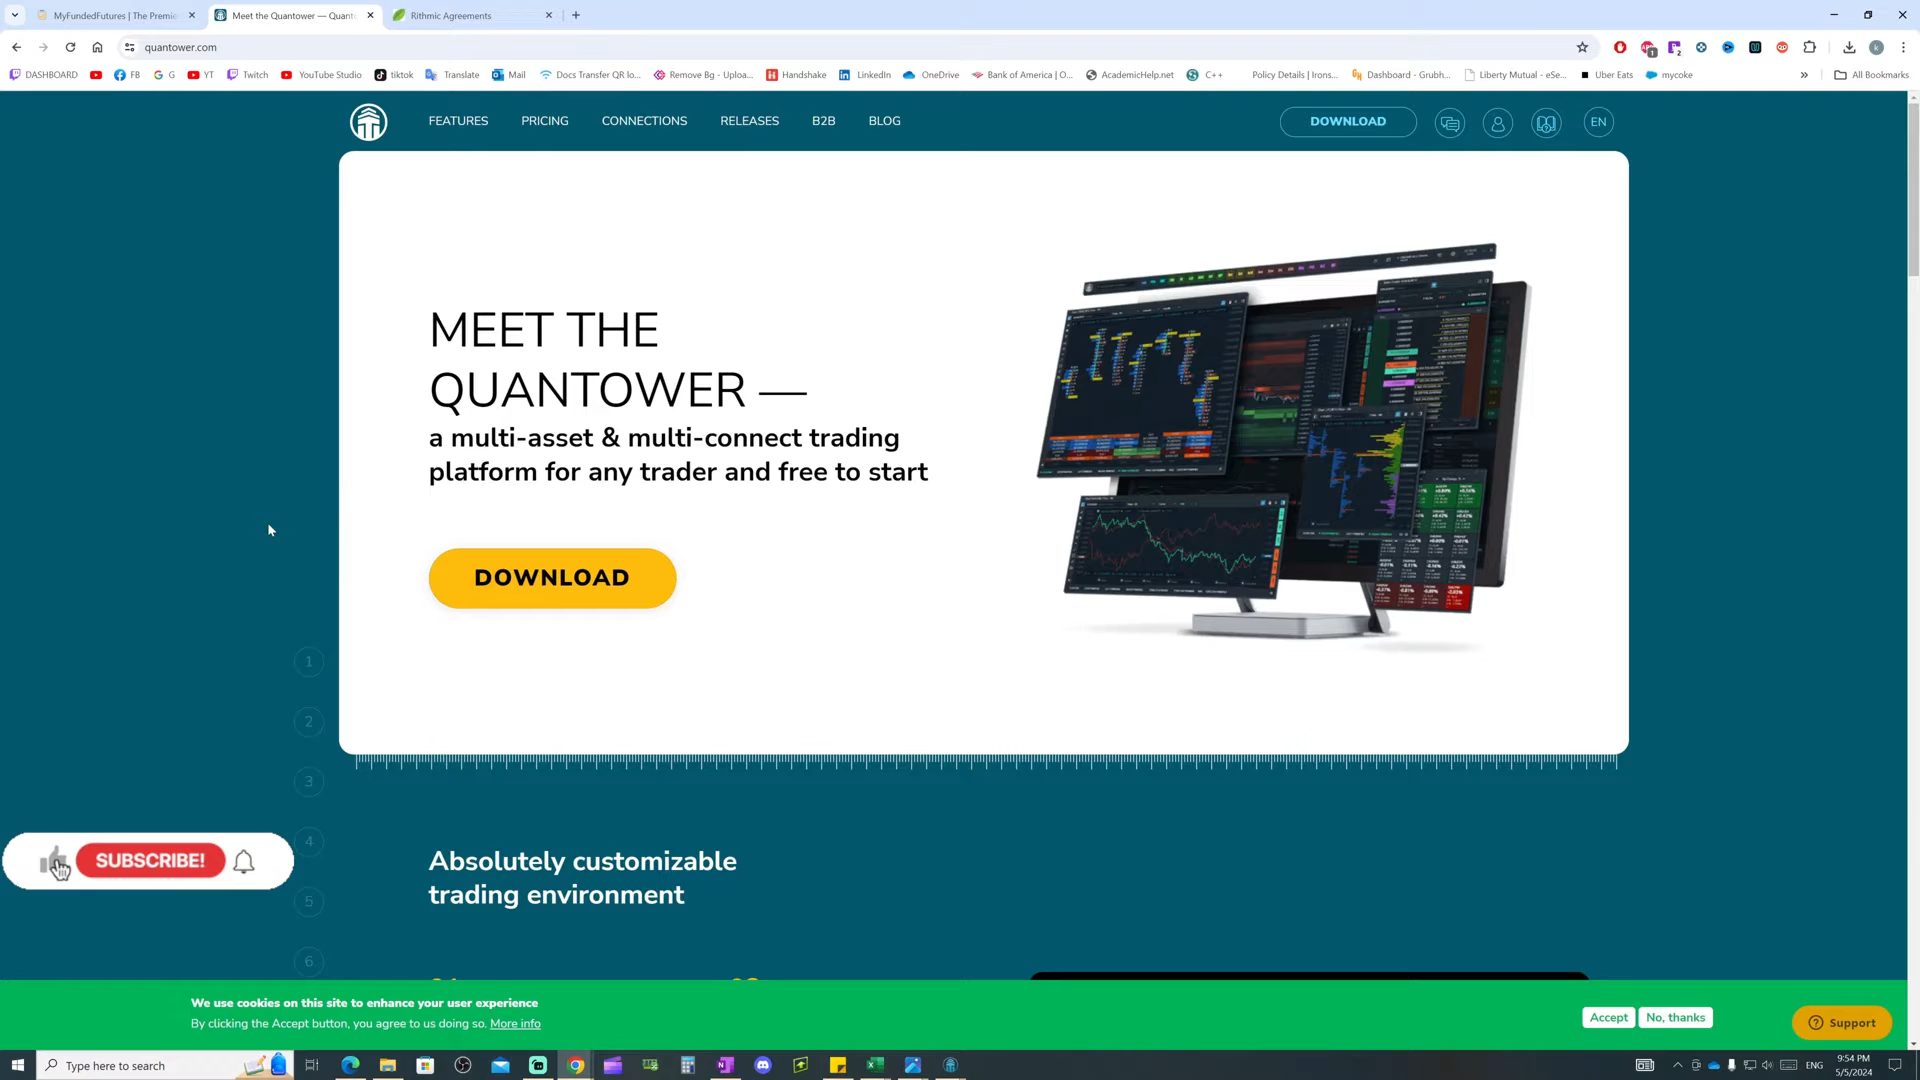 MyFundedFutures | The Premie
Meet the Quantower — Quant
Rithmic Agreements
quantower.com
DASHBOARD
FB
G
YT
Twitch
YouTube Studio
tiktok
Translate
Mail
Docs Transfer QR lo...
Remove Bg - Uploa...
Handshake
LinkedIn
OneDrive
Bank of America | O...
AcademicHelp.net
C++
Policy Details | Irons...
Dashboard - Grubh...
Liberty Mutual - eSe...
Uber Eats
mycoke
All Bookmarks
FEATURES
PRICING
CONNECTIONS
RELEASES
B2B
BLOG
DOWNLOAD
EN
MEET THE
QUANTOWER —
a multi-asset & multi-connect trading
platform for any trader and free to start
DOWNLOAD
1
2
3
4
5
6
SUBSCRIBE!
Absolutely customizable
trading environment
We use cookies on this site to enhance your user experience
By clicking the Accept button, you agree to us doing so. More info
Accept
No, thanks
Support
Type here to search
ENG
9:54 PM
5/5/2024